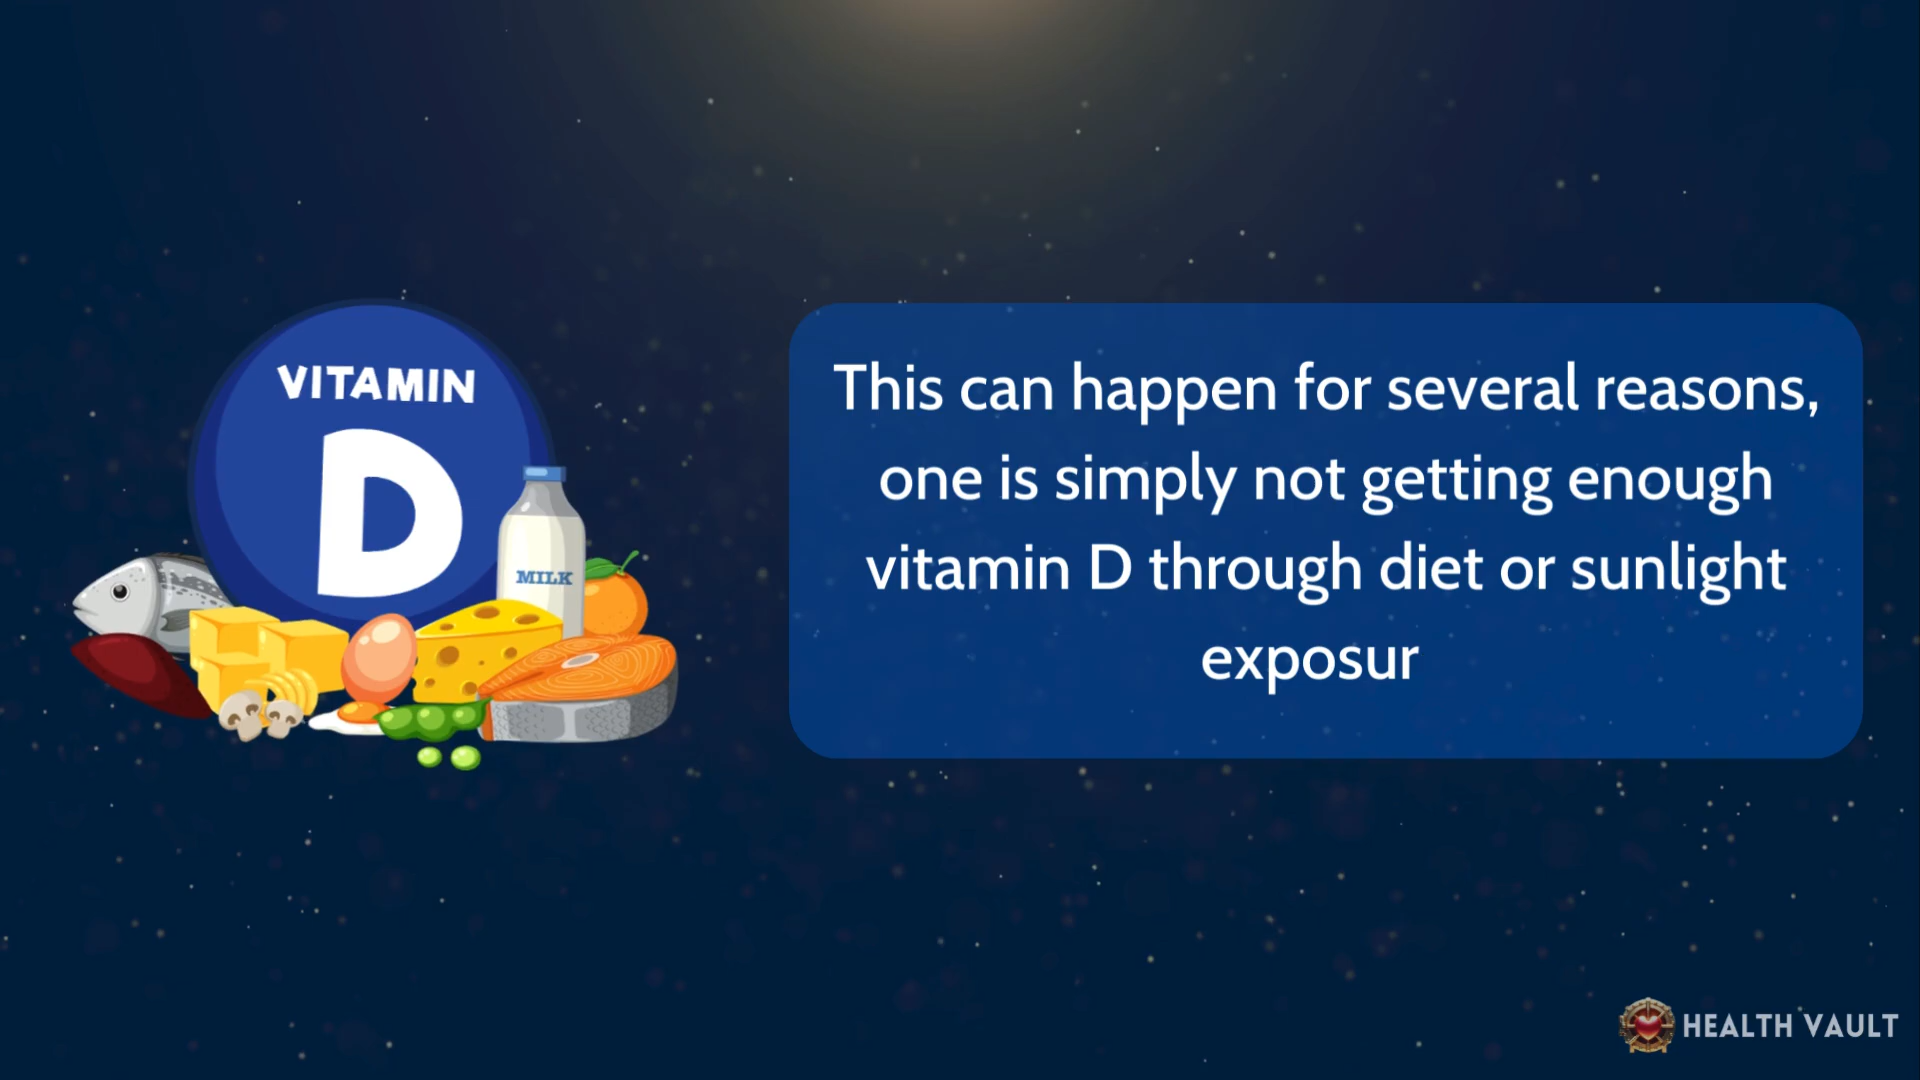 VITAMIN
D
MILK
This can happen for several reasons,
one is simply not getting enough
vitamin D through diet or sunlight
exposur
HEALTH VAULT